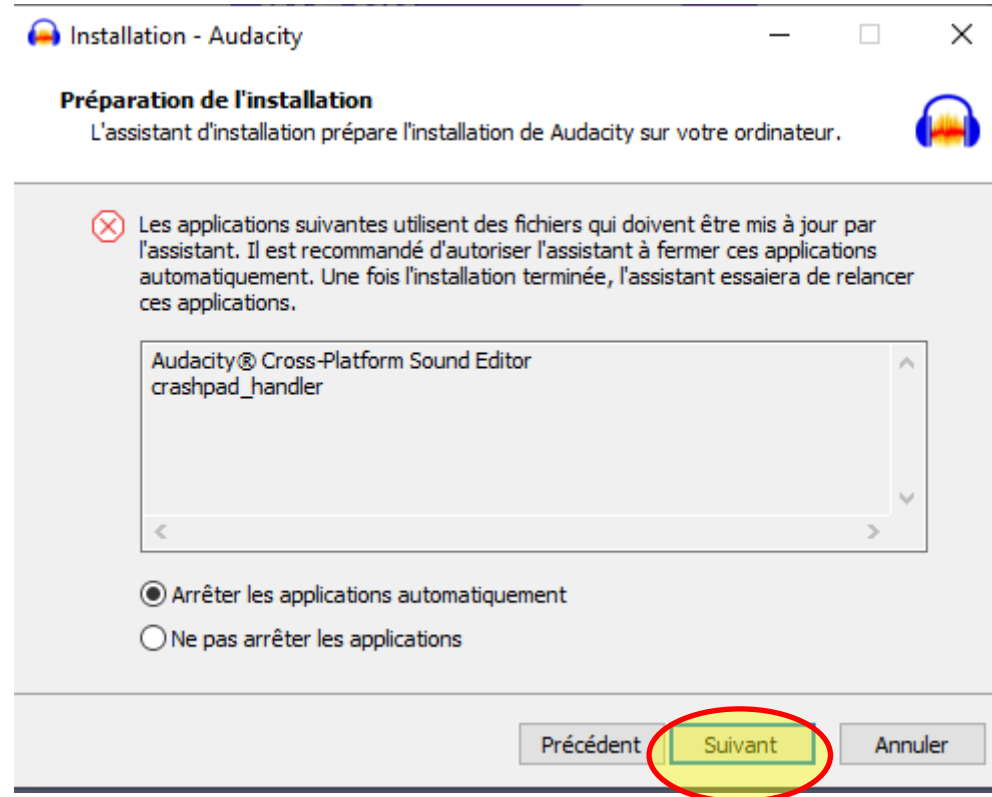 Installation - Audacity
Préparation de l'installation
L'assistant d'installation prépare l'installation de Audacity sur votre ordinateur.
Les applications suivantes utilisent des fichiers qui doivent être mis à jour par
l'assistant. Il est recommandé d'autoriser l'assistant à fermer ces applications
automatiquement. Une fois l'installation terminée, l'assistant essaiera de relancer
ces applications.
Audacity® Cross-Platform Sound Editor
crashpad_handler
Arrêter les applications automatiquement
Ne pas arrêter les applications
Précédent Suivant Annuler